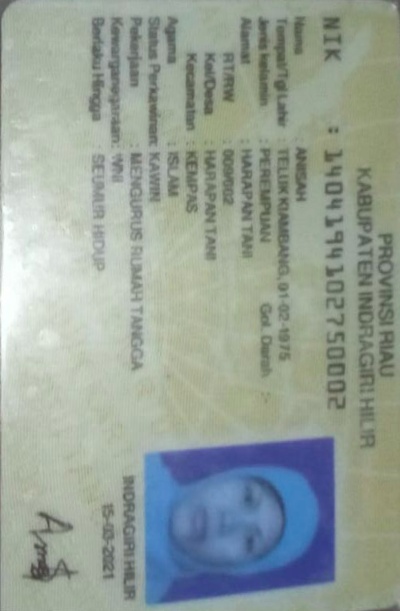 PROVINSI RIAU
KABUPATEN INDRAGIRI HILIR
NIK : 1404194102750002
Nama : ANISAH
Tempat/Tgl Lahir : TELUK KIAMBANG, 01-02-1975
Jenis kelamin : PEREMPUAN Gol. Darah :-
Alamat : HARAPAN TANI
RT/RW : 009/002
Kel/Desa : HARAPAN TANI
Kecamatan : KEMPAS
Agama : ISLAM
Status Perkawinan: KAWIN
Pekerjaan : MENGURUS RUMAH TANGGA
Kewarganegaraan: WNI
Berlaku Hingga : SEUMUR HIDUP
INDRAGIRI HILIR
15-03-2021